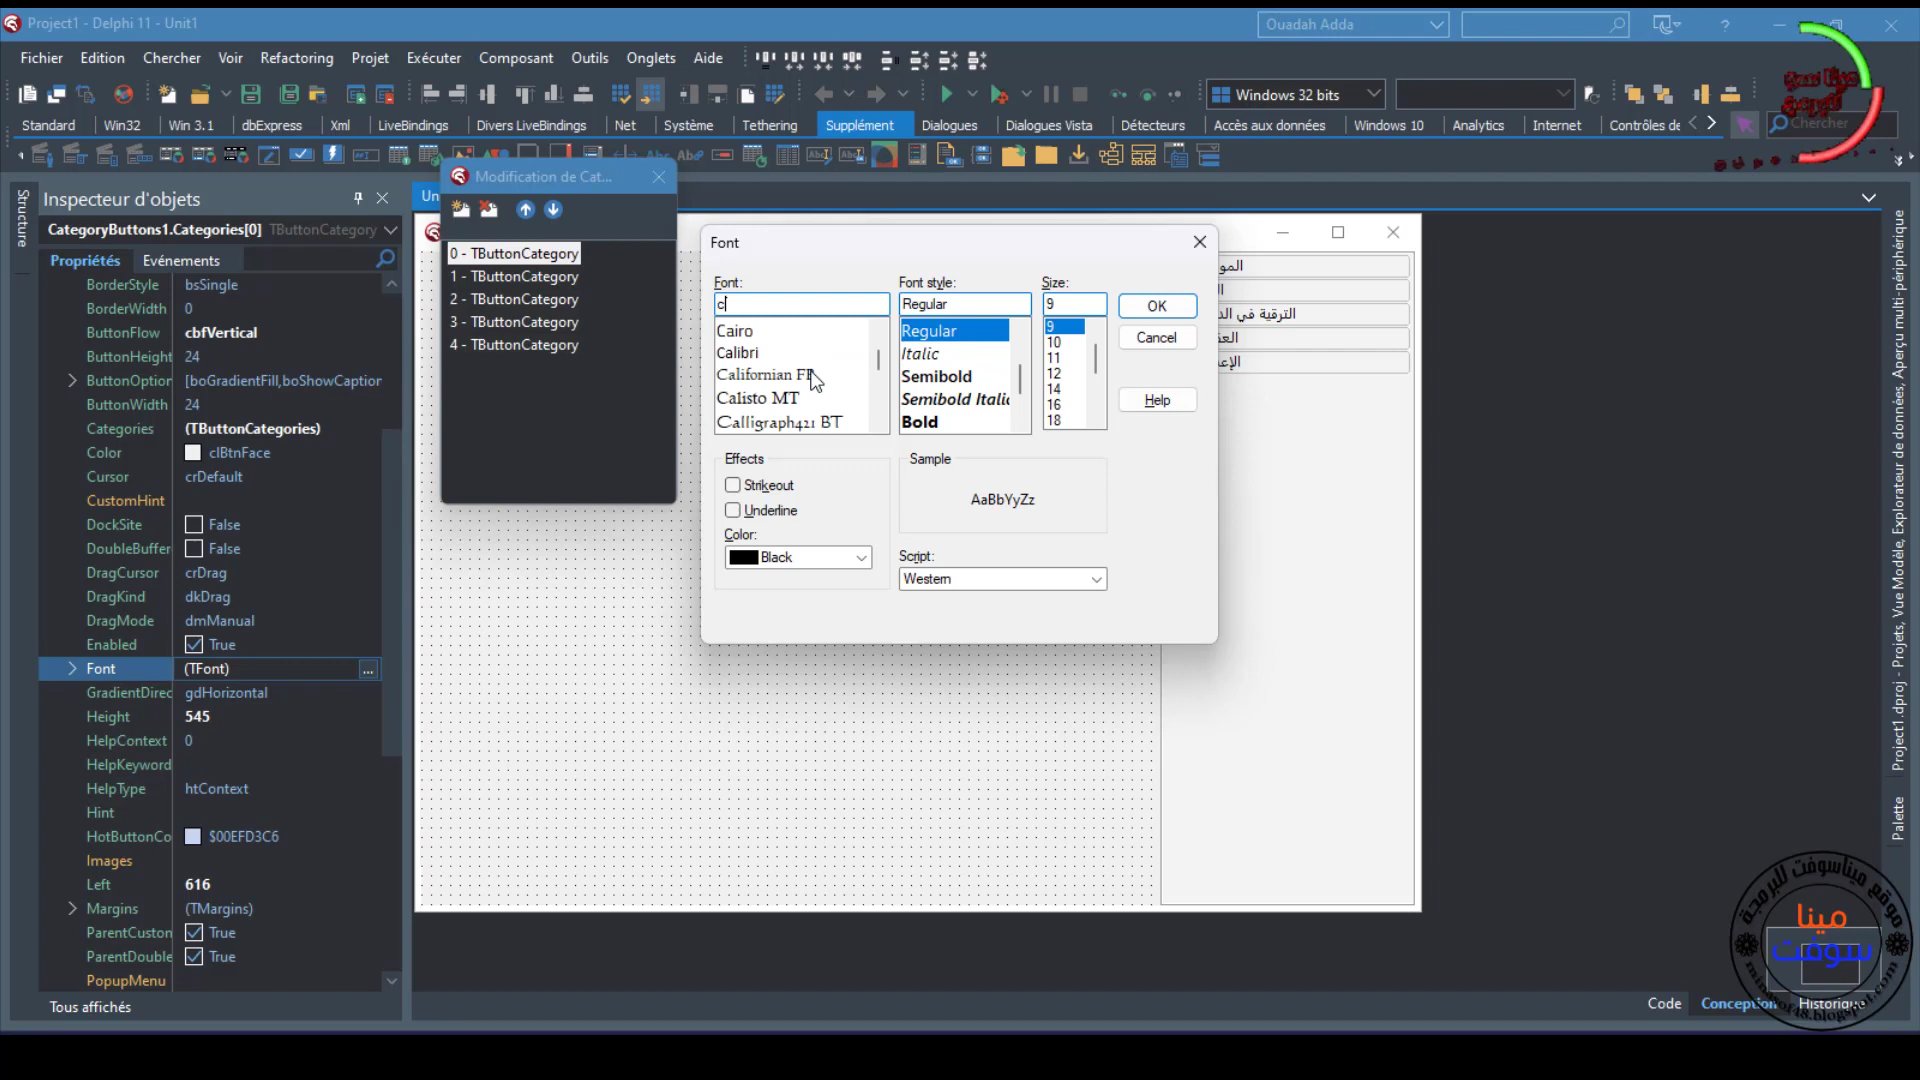 Project1 - Delphi 11 - Unit1
Ouadah Adda
Fichier Edition Chercher Voir Refactoring Projet Exécuter Composant Outils Onglets Aide
Windows 32 bits
Standard Win32 Win 3.1 dbExpress Xml LiveBindings Divers LiveBindings Net Système Tethering Supplément Dialogues Dialogues Vista Détecteurs Accès aux données Windows 10 Analytics Internet Contrôles de
Chercher
Structure
Inspecteur d'objets
CategoryButtons1.Categories[0] TButtonCategory
Propriétés Evénements
BorderStyle bsSingle
BorderWidth 0
ButtonFlow cbfVertical
ButtonHeight 24
ButtonOption [boGradientFill,boShowCaption
ButtonWidth 24
Categories (TButtonCategories)
Color clBtnFace
Cursor crDefault
CustomHint
DockSite False
DoubleBuffer False
DragCursor crDrag
DragKind dkDrag
DragMode dmManual
Enabled True
Font (TFont) ...
GradientDirec gdHorizontal
Height 545
HelpContext 0
HelpKeyword
HelpType htContext
Hint
HotButtonCo $00EFD3C6
Images
Left 616
Margins (TMargins)
ParentCuston True
ParentDouble True
PopupMenu
Tous affichés
Un
Modification de Cat...
0 - TButtonCategory
1 - TButtonCategory
2 - TButtonCategory
3 - TButtonCategory
4 - TButtonCategory
Font
Font: Font style: Size:
c Regular 9
OK
Cancel
Help
Cairo
Calibri
Californian FB
Calisto MT
Calligraph421 BT
Regular
Italic
Semibold
Semibold Italic
Bold
9
10
11
12
14
16
18
Effects
Strikeout
Underline
Color:
Black
Sample
AaBbYyZz
Script:
Western
المو
ال
الترقية في الد
العق
الإع
Project1.dproj - Projets, Vue Modèle, Explorateur de données, Aperçu multi-périphérique
Palette
Code Conception Historique
موقع ميناسوفت للبرمجة
مينا
سوفت